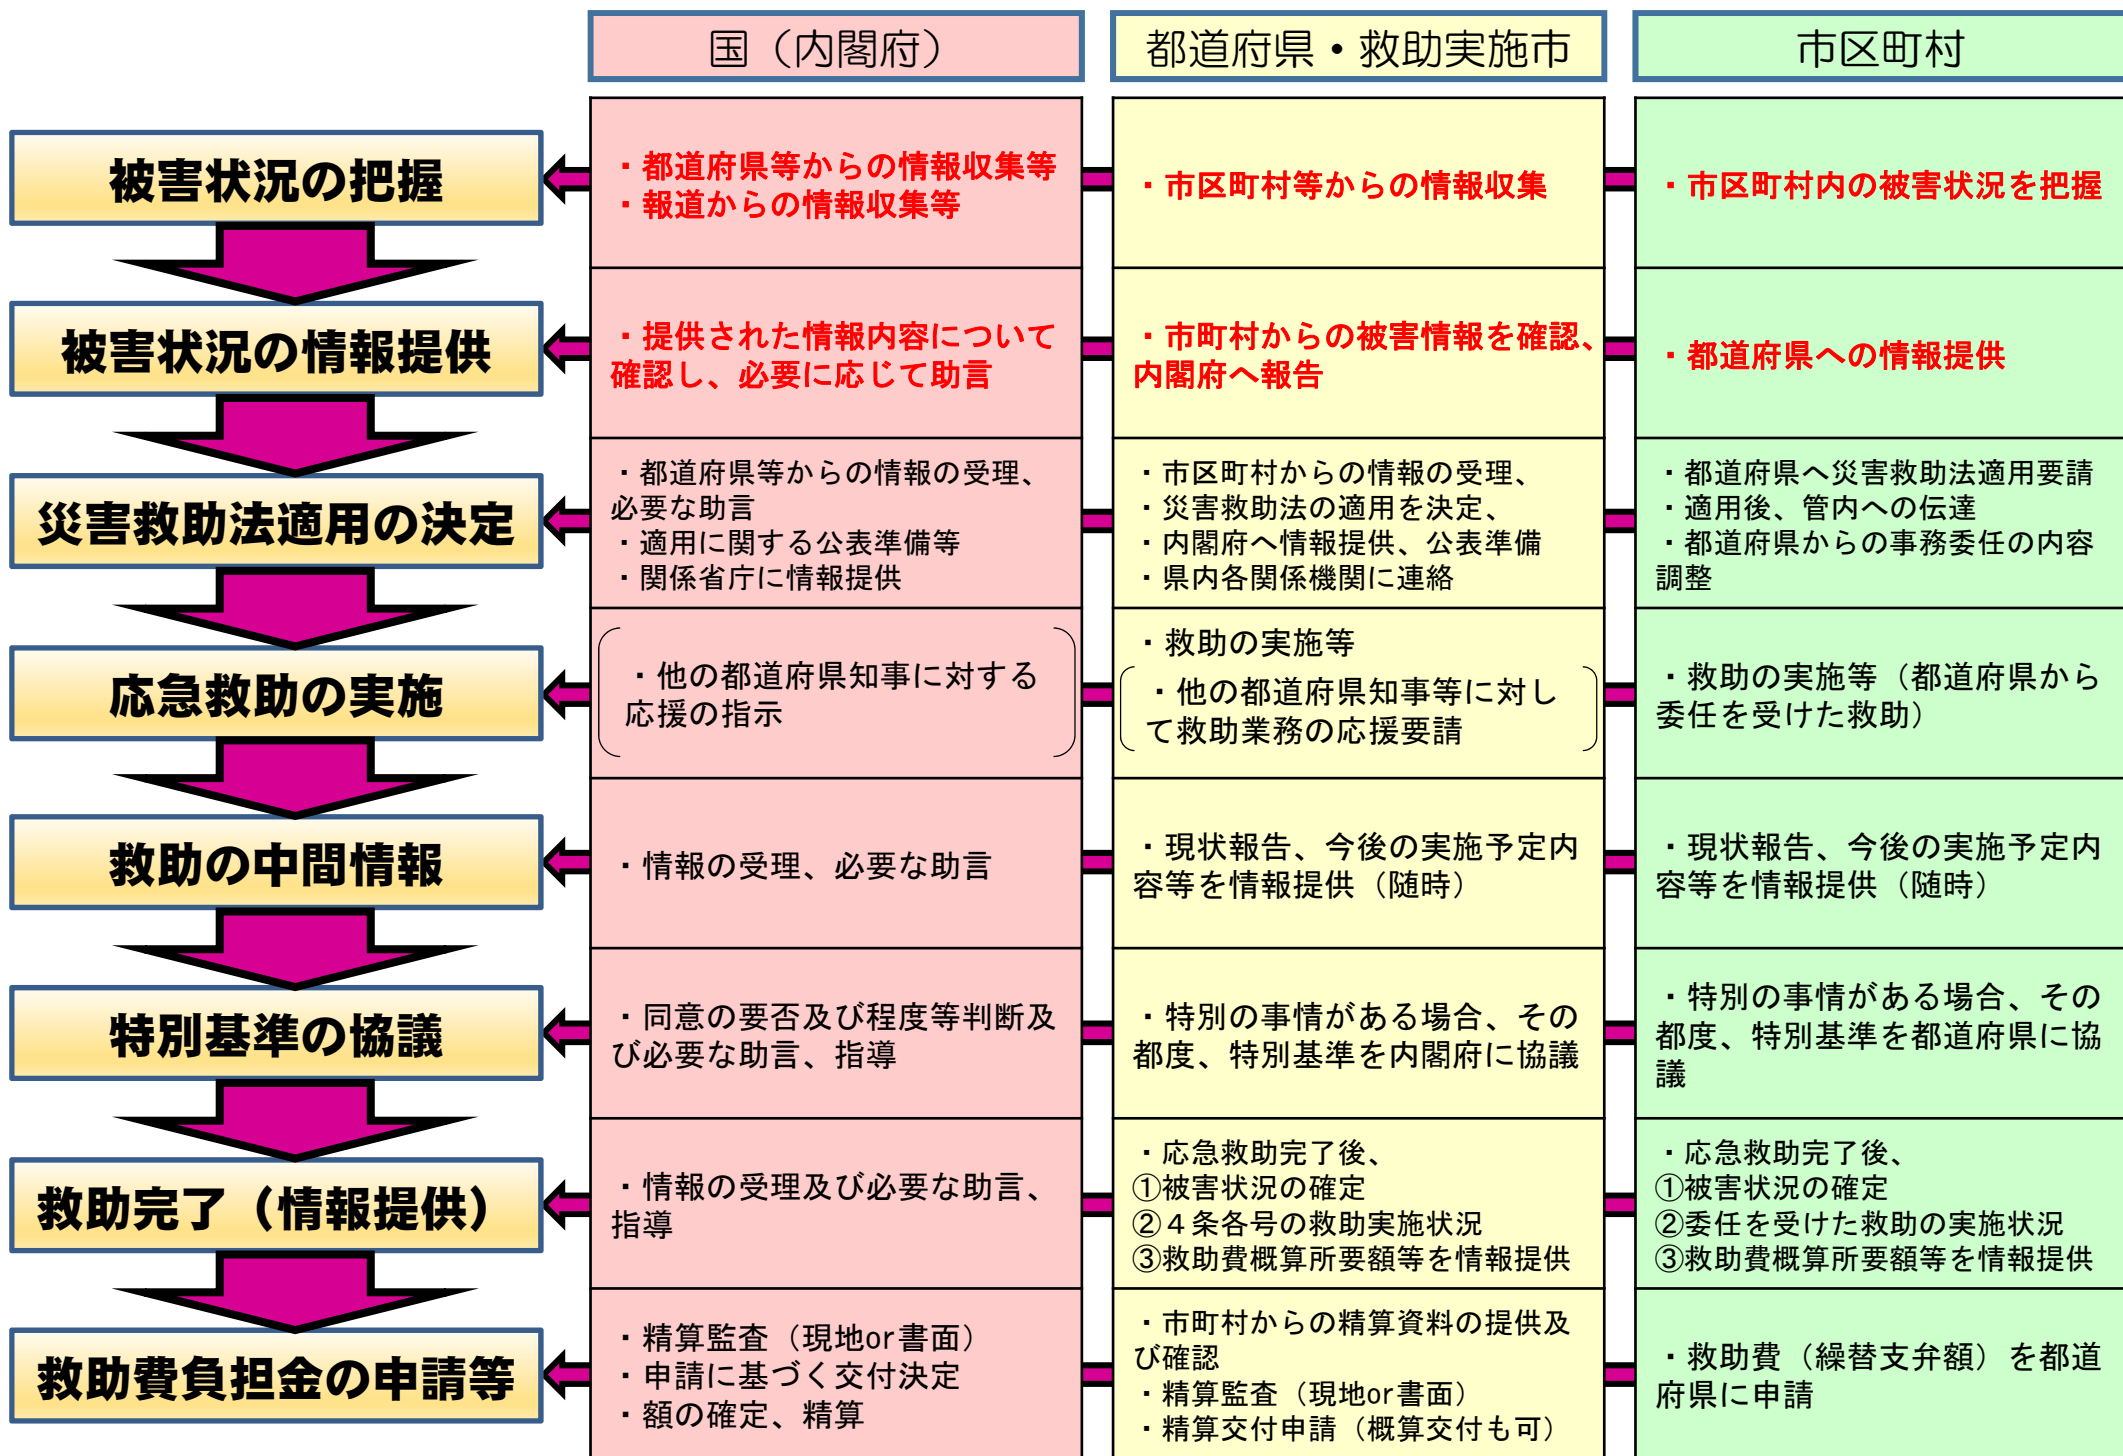 国（内閣府）
都道府県・救助実施市
市区町村
被害状況の把握
・都道府県等からの情報収集等
・報道からの情報収集等
・市区町村等からの情報収集
・市区町村内の被害状況を把握
被害状況の情報提供
・提供された情報内容について
確認し、必要に応じて助言
・市町村からの被害情報を確認、
内閣府へ報告
・都道府県への情報提供
災害救助法適用の決定
・都道府県等からの情報の受理、
必要な助言
・適用に関する公表準備等
・関係省庁に情報提供
・市区町村からの情報の受理、
・災害救助法の適用を決定、
・内閣府へ情報提供、公表準備
・県内各関係機関に連絡
・都道府県へ災害救助法適用要請
・適用後、管内への伝達
・都道府県からの事務委任の内容
調整
応急救助の実施
・他の都道府県知事に対する
応援の指示
・救助の実施等
・他の都道府県知事等に対し
て救助業務の応援要請
・救助の実施等（都道府県から
委任を受けた救助）
救助の中間情報
・情報の受理、必要な助言
・現状報告、今後の実施予定内
容等を情報提供（随時）
・現状報告、今後の実施予定内
容等を情報提供（随時）
特別基準の協議
・同意の要否及び程度等判断及
び必要な助言、指導
・特別の事情がある場合、その
都度、特別基準を内閣府に協議
・特別の事情がある場合、その
都度、特別基準を都道府県に協
議
救助完了（情報提供）
・情報の受理及び必要な助言、
指導
・応急救助完了後、
①被害状況の確定
②４条各号の救助実施状況
③救助費概算所要額等を情報提供
・応急救助完了後、
①被害状況の確定
②委任を受けた救助の実施状況
③救助費概算所要額等を情報提供
救助費負担金の申請等
・精算監査（現地or書面）
・申請に基づく交付決定
・額の確定、精算
・市町村からの精算資料の提供及
び確認
・精算監査（現地or書面）
・精算交付申請（概算交付も可）
・救助費（繰替支弁額）を都道
府県に申請